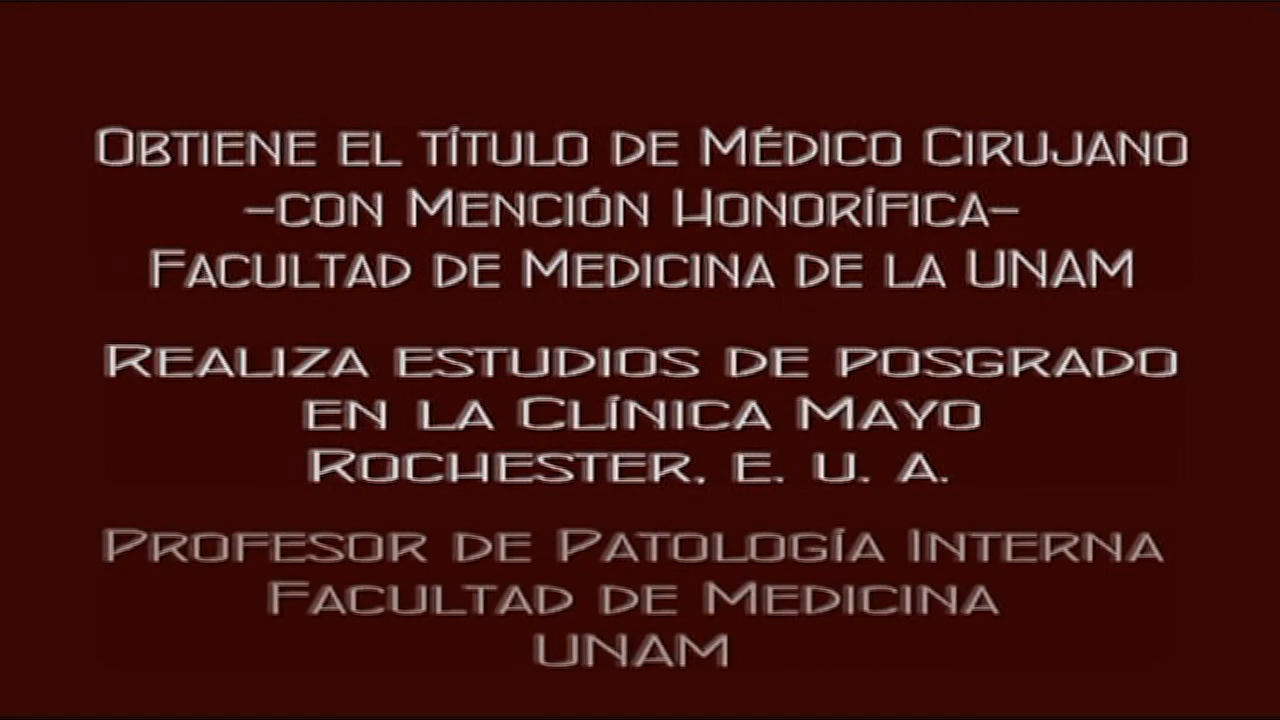 Obtiene el título de Médico Cirujano
-con Mención Honorífica-
Facultad de Medicina de la UNAM
Realiza estudios de posgrado
en la Clínica Mayo
Rochester, E. U. A.
Profesor de Patología Interna
Facultad de Medicina
UNAM